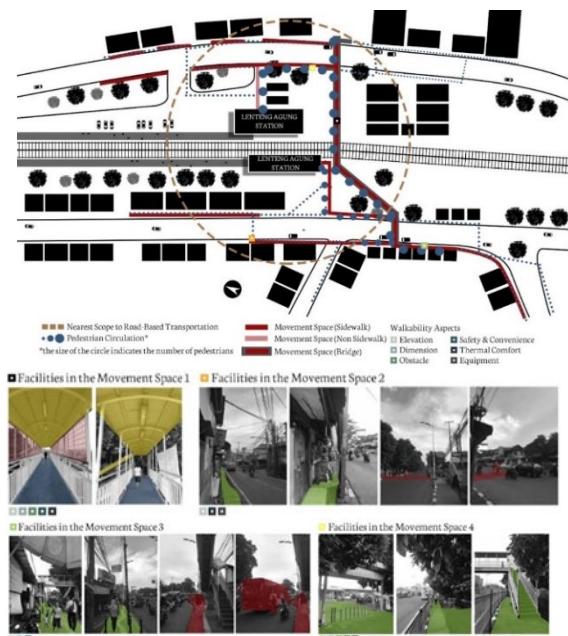 LENTENG AGUNG
STATION
LENTENG AGUNG
STATION
Nearest Scope to Road-Based Transportation
Pedestrian Circulation*
*the size of the circle indicates the number of pedestrians
Movement Space (Sidewalk)
Movement Space (Non Sidewalk)
Movement Space (Bridge)
Walkability Aspects
Elevation
Dimension
Obstacle
Safety & Convenience
Thermal Comfort
Equipment
Facilities in the Movement Space 1
Facilities in the Movement Space 2
Facilities in the Movement Space 3
Facilities in the Movement Space 4